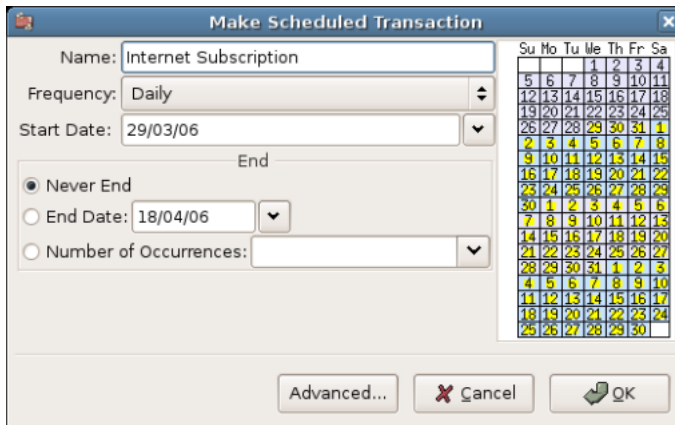 Make Scheduled Transaction
Name: Internet Subscription
Frequency: Daily
Start Date: 29/03/06
End
Never End
End Date: 18/04/06
Number of Occurrences:
Su Mo Tu We Th Fr Sa
1 2 3 4
5 6 7 8 9 10 11
12 13 14 15 16 17 18
19 20 21 22 23 24 25
26 27 28 29 30 31 1
2 3 4 5 6 7 8
9 10 11 12 13 14 15
16 17 18 19 20 21 22
23 24 25 26 27 28 29
30 1 2 3 4 5 6
7 8 9 10 11 12 13
14 15 16 17 18 19 20
21 22 23 24 25 26 27
28 29 30 31 1 2 3
4 5 6 7 8 9 10
11 12 13 14 15 16 17
18 19 20 21 22 23 24
25 26 27 28 29 30
Advanced... Cancel OK